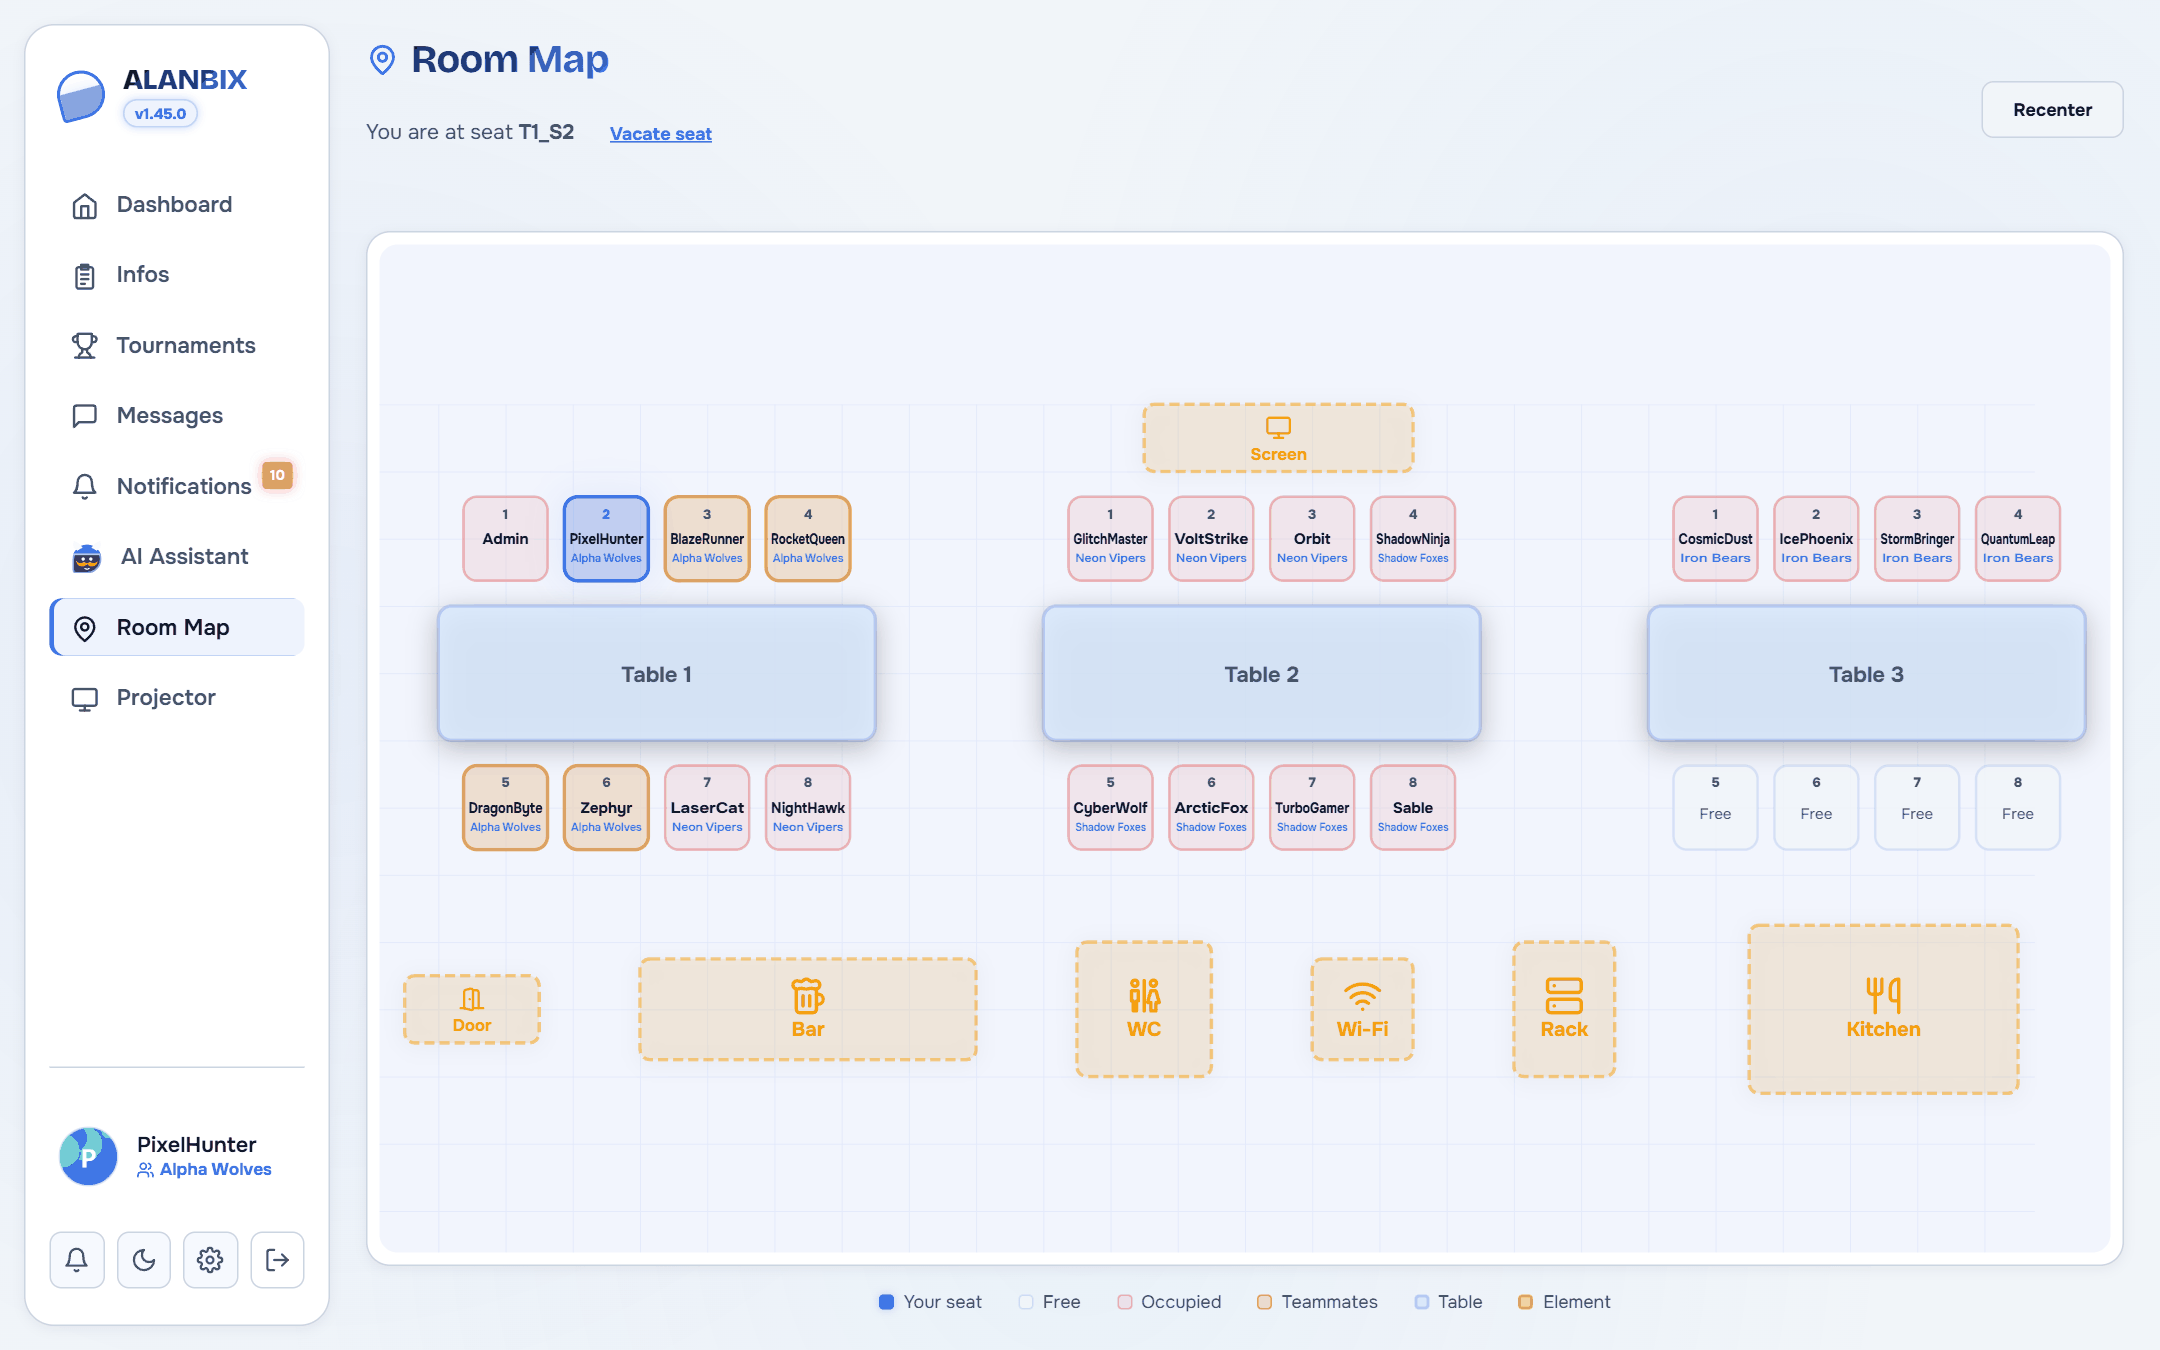 ALANBIX
v1.45.0
Dashboard
Infos
Tournaments
Messages
Notifications
10
AI Assistant
Room Map
Projector
PixelHunter
Alpha Wolves
P
Room Map
You are at seat T1_S2
Vacate seat
Recenter
Screen
1
Admin
2
PixelHunter
Alpha Wolves
3
BlazeRunner
Alpha Wolves
4
RocketQueen
Alpha Wolves
1
GlitchMaster
Neon Vipers
2
VoltStrike
Neon Vipers
3
Orbit
Neon Vipers
4
ShadowNinja
Shadow Foxes
1
CosmicDust
Iron Bears
2
IcePhoenix
Iron Bears
3
StormBringer
Iron Bears
4
QuantumLeap
Iron Bears
Table 1
Table 2
Table 3
5
DragonByte
Alpha Wolves
6
Zephyr
Alpha Wolves
7
LaserCat
Neon Vipers
8
NightHawk
Neon Vipers
5
CyberWolf
Shadow Foxes
6
ArcticFox
Shadow Foxes
7
TurboGamer
Shadow Foxes
8
Sable
Shadow Foxes
5
Free
6
Free
7
Free
8
Free
Door
Bar
WC
Wi-Fi
Rack
Kitchen
Your seat
Free
Occupied
Teammates
Table
Element